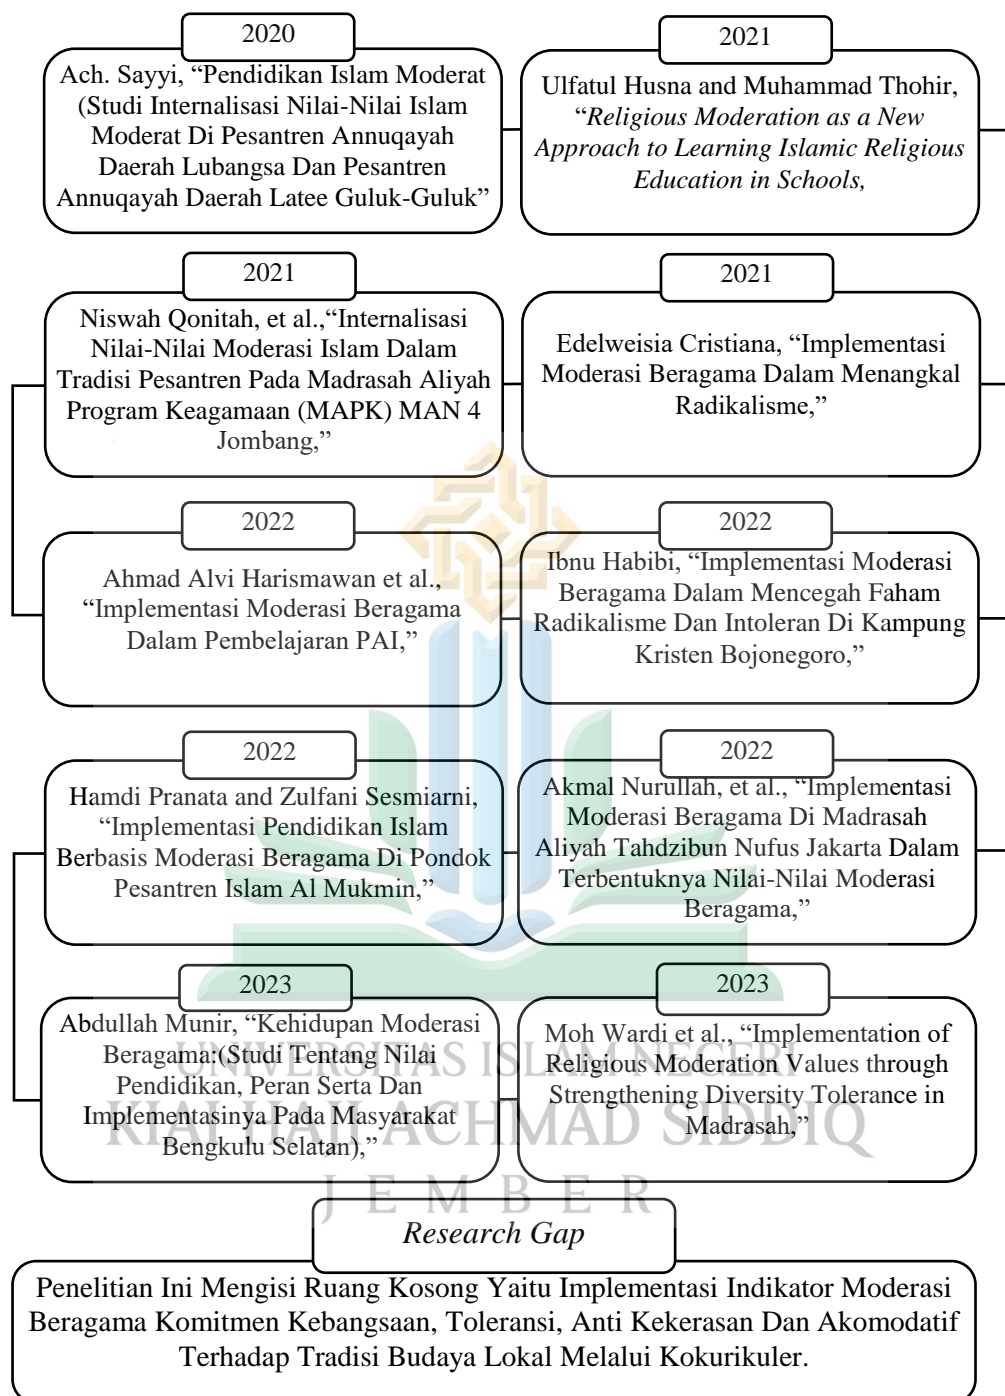 2020
Ach. Sayyi, “Pendidikan Islam Moderat
(Studi Internalisasi Nilai-Nilai Islam
Moderat Di Pesantren Annuqayah
Daerah Lubangsa Dan Pesantren
Annuqayah Daerah Latee Guluk-Guluk”
2021
Ulfatul Husna and Muhammad Thohir,
“Religious Moderation as a New
Approach to Learning Islamic Religious
Education in Schools,
2021
Niswah Qonitah, et al.,“Internalisasi
Nilai-Nilai Moderasi Islam Dalam
Tradisi Pesantren Pada Madrasah Aliyah
Program Keagamaan (MAPK) MAN 4
Jombang,”
2021
Edelweisia Cristiana, “Implementasi
Moderasi Beragama Dalam Menangkal
Radikalisme,”
2022
Ahmad Alvi Harismawan et al.,
“Implementasi Moderasi Beragama
Dalam Pembelajaran PAI,”
2022
Ibnu Habibi, “Implementasi Moderasi
Beragama Dalam Mencegah Faham
Radikalisme Dan Intoleran Di Kampung
Kristen Bojonegoro,”
2022
Hamdi Pranata and Zulfani Sesmiarni,
“Implementasi Pendidikan Islam
Berbasis Moderasi Beragama Di Pondok
Pesantren Islam Al Mukmin,”
2022
Akmal Nurullah, et al., “Implementasi
Moderasi Beragama Di Madrasah
Aliyah Tahdzibun Nufus Jakarta Dalam
Terbentuknya Nilai-Nilai Moderasi
Beragama,”
2023
Abdullah Munir, “Kehidupan Moderasi
Beragama:(Studi Tentang Nilai
Pendidikan, Peran Serta Dan
Implementasinya Pada Masyarakat
Bengkulu Selatan),”
2023
Moh Wardi et al., “Implementation of
Religious Moderation Values through
Strengthening Diversity Tolerance in
Madrasah,”
UNIVERSITAS ISLAM NEGERI
KIAI HAJI ACHMAD SIDDIQ
JEMBER
Research Gap
Penelitian Ini Mengisi Ruang Kosong Yaitu Implementasi Indikator Moderasi
Beragama Komitmen Kebangsaan, Toleransi, Anti Kekerasan Dan Akomodatif
Terhadap Tradisi Budaya Lokal Melalui Kokurikuler.